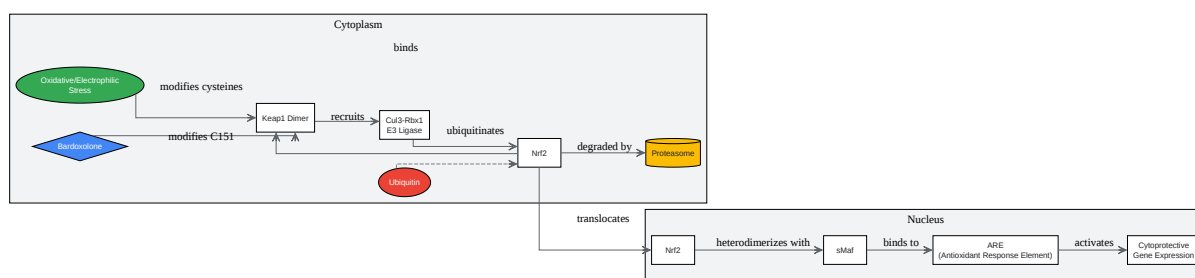 Cytoplasm
binds
Oxidative/Electrophilic
Stress
modifies cysteines
Keap1 Dimer
recruits
Cul3-Rbx1
E3 Ligase
ubiquitinates
Bardoxolone
modifies C151
Nrf2
degraded by
Proteasome
Ubiquitin
translocates
Nucleus
Nrf2
heterodimerizes with
sMaf
binds to
ARE
(Antioxidant Response Element)
activates
Cytoprotective
Gene Expression